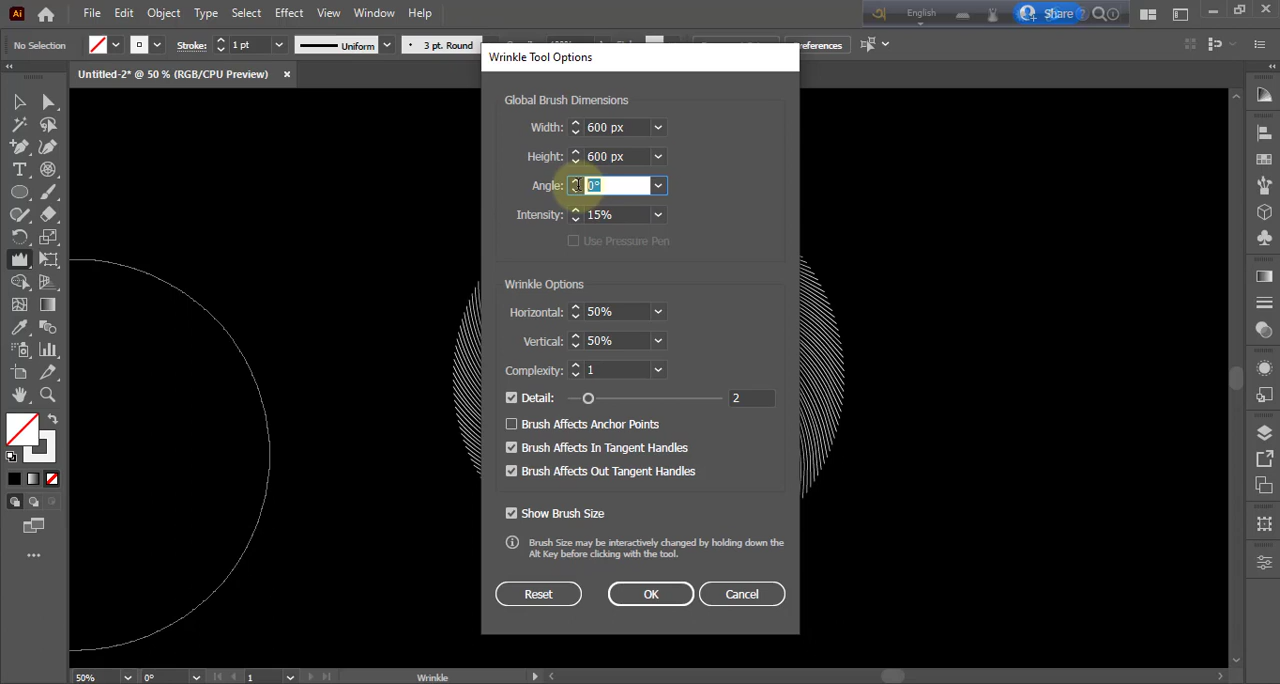 Ai File Edit Object Type Select Effect View Window Help English Share
No Selection Stroke: 1 pt Uniform 3 pt. Round
Untitled-2* @ 50 % (RGB/CPU Preview) ×
Wrinkle Tool Options
Global Brush Dimensions
Width: 600 px
Height: 600 px
Angle: 0°
Intensity: 15%
Use Pressure Pen
Wrinkle Options
Horizontal: 50%
Vertical: 50%
Complexity: 1
Detail: 2
Brush Affects Anchor Points
Brush Affects In Tangent Handles
Brush Affects Out Tangent Handles
Show Brush Size
Brush Size may be interactively changed by holding down the
Alt Key before clicking with the tool.
Reset OK Cancel
50% 0° 1 Wrinkle